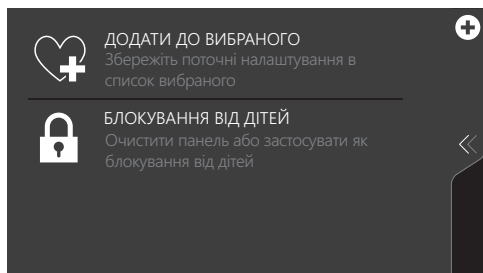 ДОДАТИ ДО ВИБРАНОГО
Збережіть поточні налаштування в
список вибраного
БЛОКУВАННЯ ВІД ДІТЕЙ
Очистити панель або застосувати як
блокування від дітей